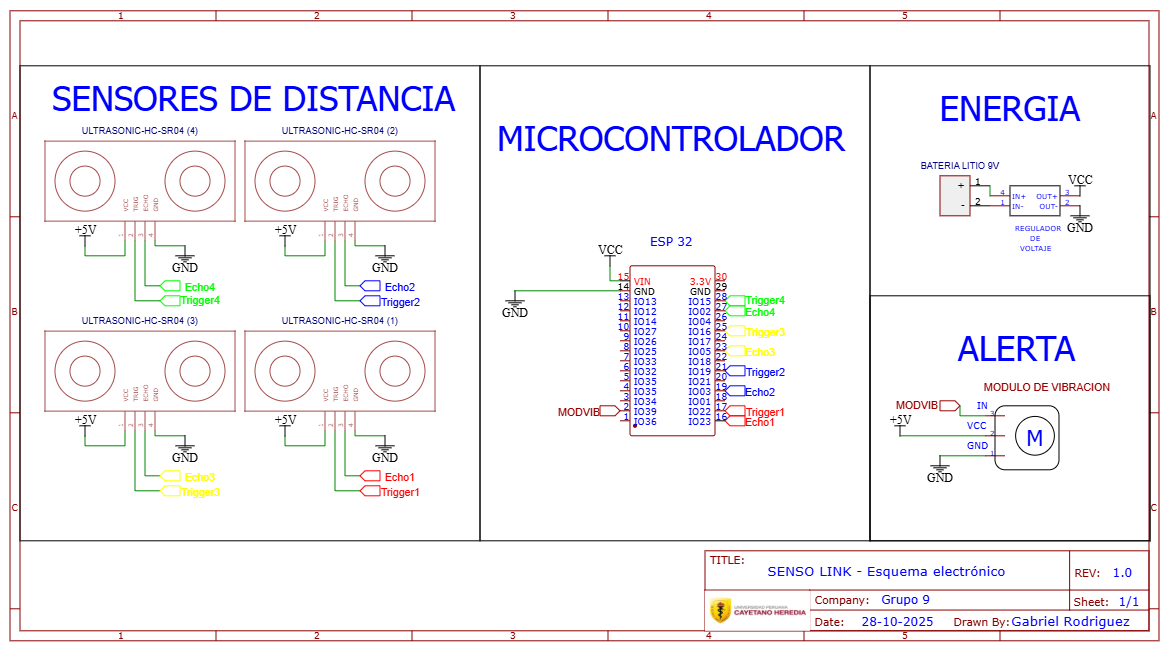 1 2 3 4 5
A
B
C
A
B
C
SENSORES DE DISTANCIA
ULTRASONIC-HC-SR04 (4)
VCC TRIG ECHO GND
1 2 3 4
+5V
GND
Echo4
Trigger4
ULTRASONIC-HC-SR04 (2)
VCC TRIG ECHO GND
1 2 3 4
+5V
GND
Echo2
Trigger2
ULTRASONIC-HC-SR04 (3)
VCC TRIG ECHO GND
1 2 3 4
+5V
GND
Echo3
Trigger3
ULTRASONIC-HC-SR04 (1)
VCC TRIG ECHO GND
1 2 3 4
+5V
GND
Echo1
Trigger1
MICROCONTROLADOR
ESP 32
VCC
GND
MODVIB
15 VIN 3.3V 30
14 GND GND 29
13 IO13 IO15 28 Trigger4
12 IO12 IO02 27 Echo4
11 IO14 IO04 26
10 IO27 IO16 25 Trigger3
9 IO26 IO17 24
8 IO25 IO05 23 Echo3
7 IO33 IO18 22
6 IO32 IO19 21 Trigger2
5 IO35 IO21 20
4 IO35 IO03 19 Echo2
3 IO34 IO01 18
2 IO39 IO22 17 Trigger1
1 IO36 IO23 16 Echo1
ENERGIA
BATERIA LITIO 9V
+ 1
- 2
4 IN+ OUT+ 3
1 IN- OUT- 2
VCC
GND
REGULADOR
DE
VOLTAJE
ALERTA
MODULO DE VIBRACION
MODVIB
IN 3
+5V
VCC 2
GND 1
GND
M
TITLE:
SENSO LINK - Esquema electrónico
REV: 1.0
UNIVERSIDAD PERUANA
CAYETANO HEREDIA
Company: Grupo 9
Sheet: 1/1
Date: 28-10-2025
Drawn By: Gabriel Rodriguez
1 2 3 4 5